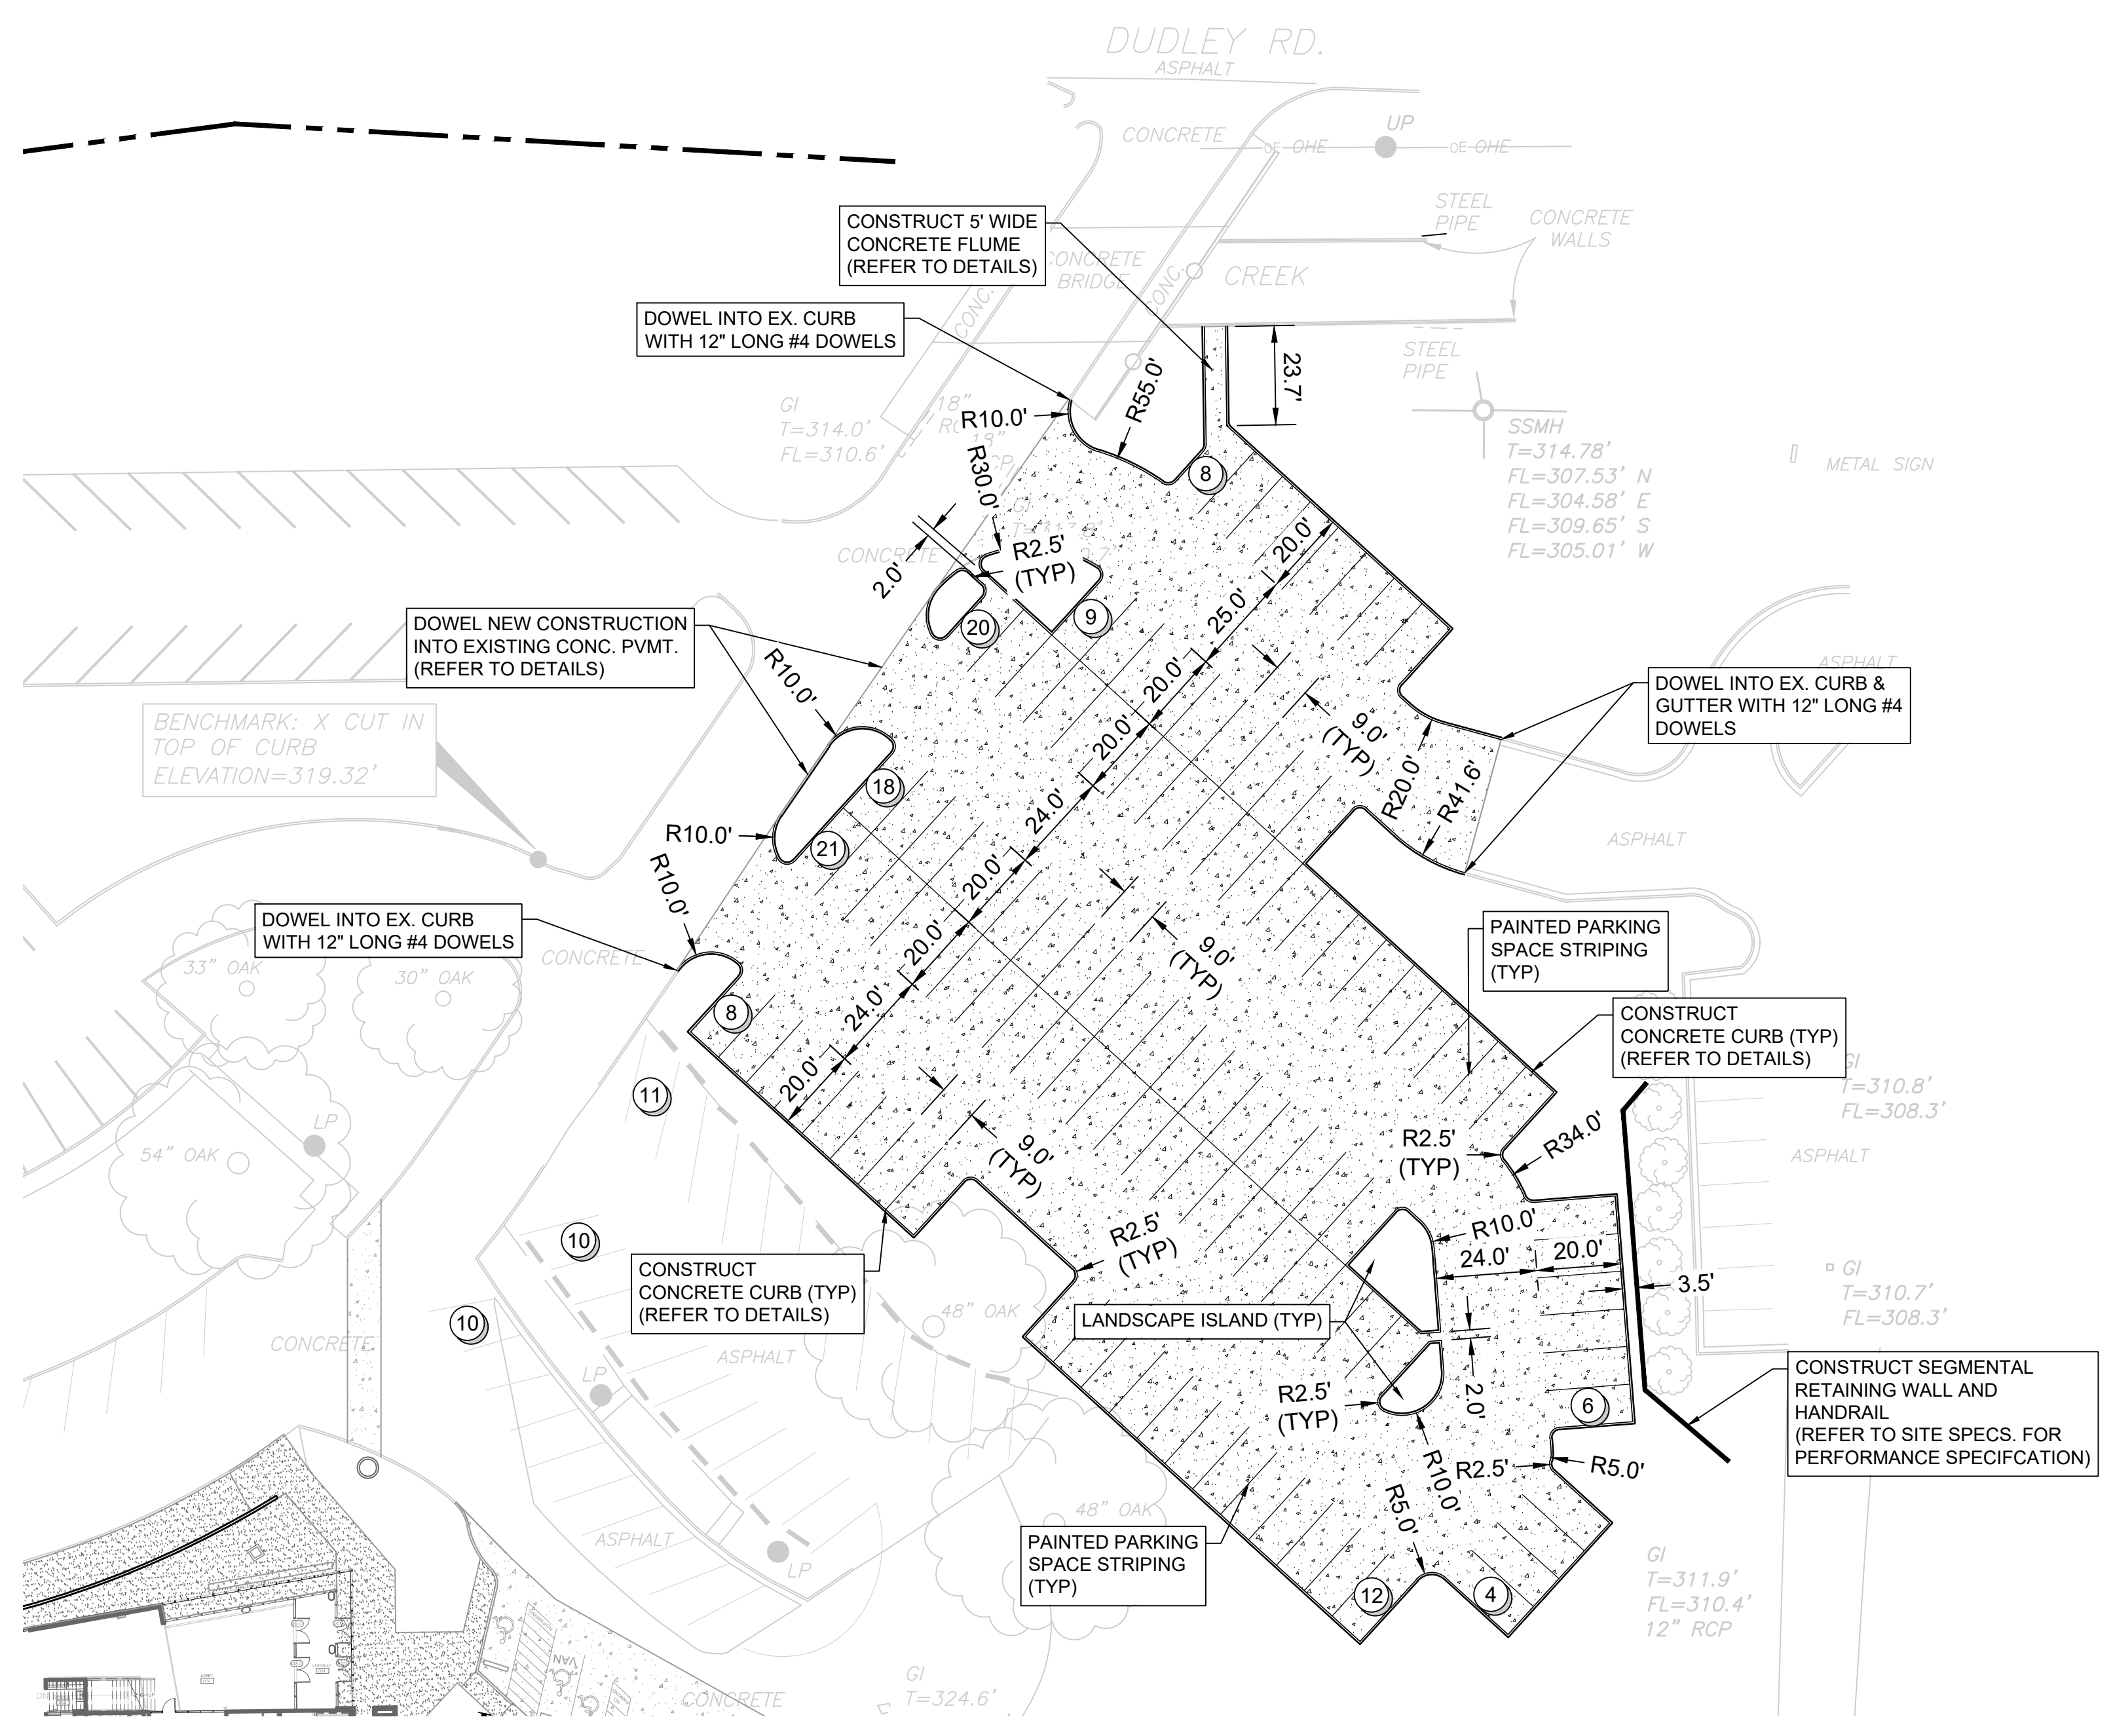 DUDLEY RD.
ASPHALT
UP
CONCRETE
OE
OHE
OE
OHE
STEEL
PIPE
CONCRETE
WALLS
CONSTRUCT 5' WIDE
CONCRETE FLUME
(REFER TO DETAILS)
CONCRETE
BRIDGE
CONC.
CONC.
CREEK
DOWEL INTO EX. CURB
WITH 12" LONG #4 DOWELS
STEEL
PIPE
23.7'
R55.0'
R10.0'
GI
T=314.0'
FL=310.6'
18"
18"
SSMH
T=314.78'
FL=307.53' N
FL=304.58' E
FL=309.65' S
FL=305.01' W
METAL SIGN
R30.0'
8
GI
CONCRETE
R2.5'
(TYP)
2.0'
20.0'
25.0'
20
9
DOWEL NEW CONSTRUCTION
INTO EXISTING CONC. PVMT.
(REFER TO DETAILS)
R10.0'
20.0'
20.0'
9.0'
(TYP)
ASPHALT
DOWEL INTO EX. CURB &
GUTTER WITH 12" LONG #4
DOWELS
BENCHMARK: X CUT IN
TOP OF CURB
ELEVATION=319.32'
18
24.0'
R20.0'
R41.6'
ASPHALT
R10.0'
21
R10.0'
20.0'
20.0'
DOWEL INTO EX. CURB
WITH 12" LONG #4 DOWELS
CONCRETE
33" OAK
30" OAK
9.0'
(TYP)
PAINTED PARKING
SPACE STRIPING
(TYP)
8
24.0'
CONSTRUCT
CONCRETE CURB (TYP)
(REFER TO DETAILS)
GI
T=310.8'
FL=308.3'
11
20.0'
LP
54" OAK
9.0'
(TYP)
R2.5'
(TYP)
R34.0'
ASPHALT
10
R2.5'
(TYP)
R10.0'
24.0'
20.0'
3.5'
GI
T=310.7'
FL=308.3'
CONSTRUCT
CONCRETE CURB (TYP)
(REFER TO DETAILS)
48" OAK
LANDSCAPE ISLAND (TYP)
10
CONCRETE
ASPHALT
LP
R2.5'
(TYP)
2.0'
6
CONSTRUCT SEGMENTAL
RETAINING WALL AND
HANDRAIL
(REFER TO SITE SPECS. FOR
PERFORMANCE SPECIFCATION)
R10.0'
R2.5'
R5.0'
R5.0'
48" OAK
ASPHALT
LP
PAINTED PARKING
SPACE STRIPING
(TYP)
12
4
GI
T=311.9'
FL=310.4'
12" RCP
VAN
DN
GI
T=324.6'
CONCRETE